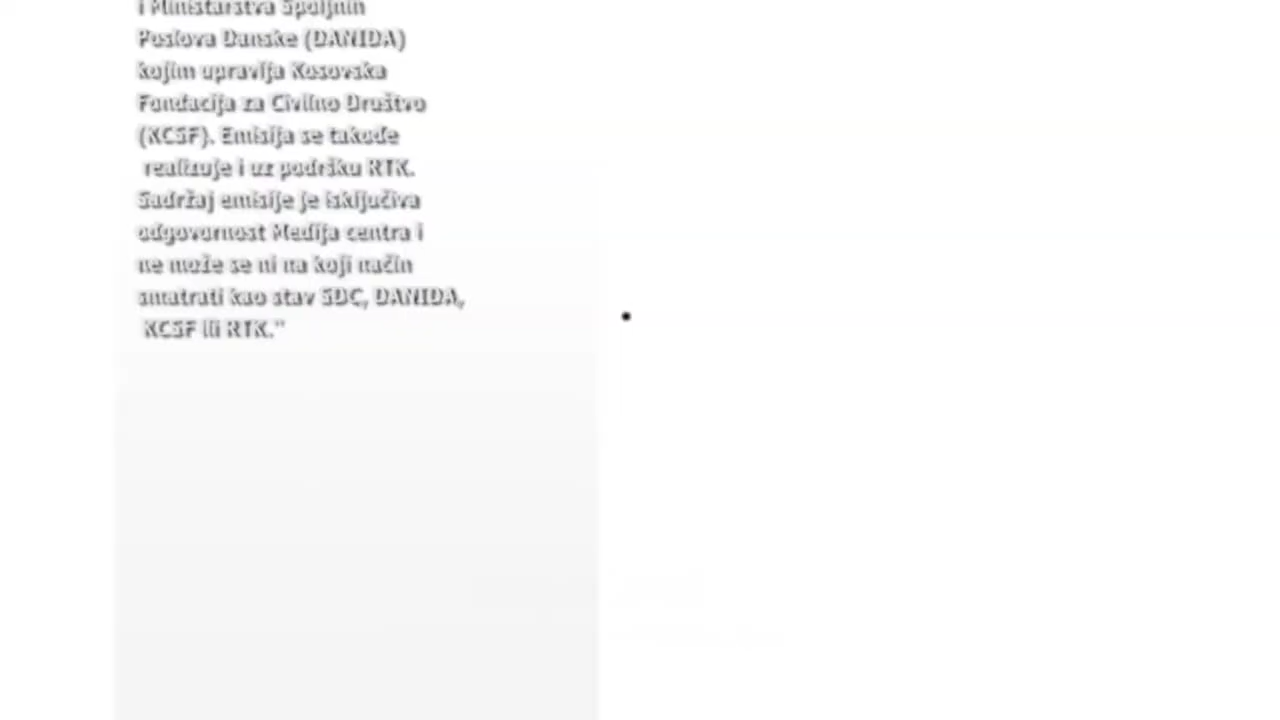 i Ministarstva Spoljnih
Poslova Danske (DANIDA)
kojim upravlja Kosovska
Fondacija za Civilno Društvo
(KCSF). Emisija se takođe
realizuje i uz podršku RTK.
Sadržaj emisije je isključiva
odgovornost Medija centra i
ne može se ni na koji način
smatrati kao stav SDC, DANIDA,
KCSF ili RTK."